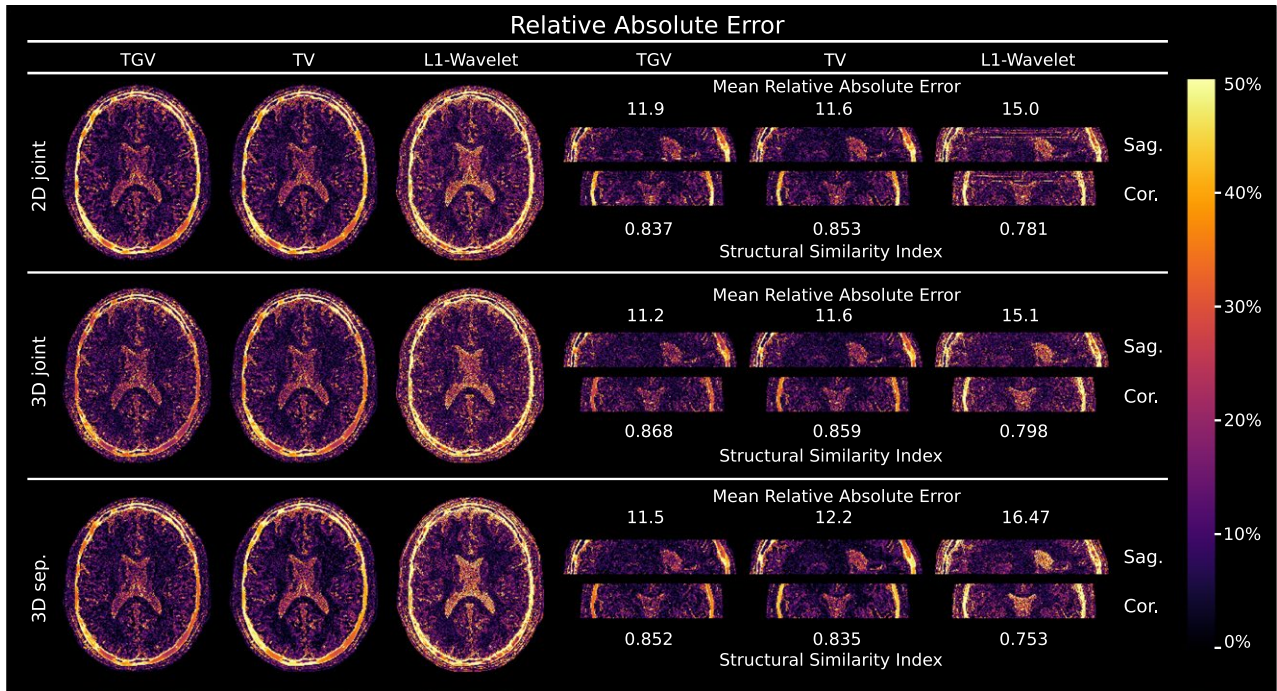 Relative Absolute Error
TGV TV L1-Wavelet TGV TV L1-Wavelet
2D joint
Mean Relative Absolute Error
11.9 11.6 15.0
Sag.
Cor.
0.837 0.853 0.781
Structural Similarity Index
3D joint
Mean Relative Absolute Error
11.2 11.6 15.1
Sag.
Cor.
0.868 0.859 0.798
Structural Similarity Index
3D sep.
Mean Relative Absolute Error
11.5 12.2 16.47
Sag.
Cor.
0.852 0.835 0.753
Structural Similarity Index
50%
40%
30%
20%
10%
0%